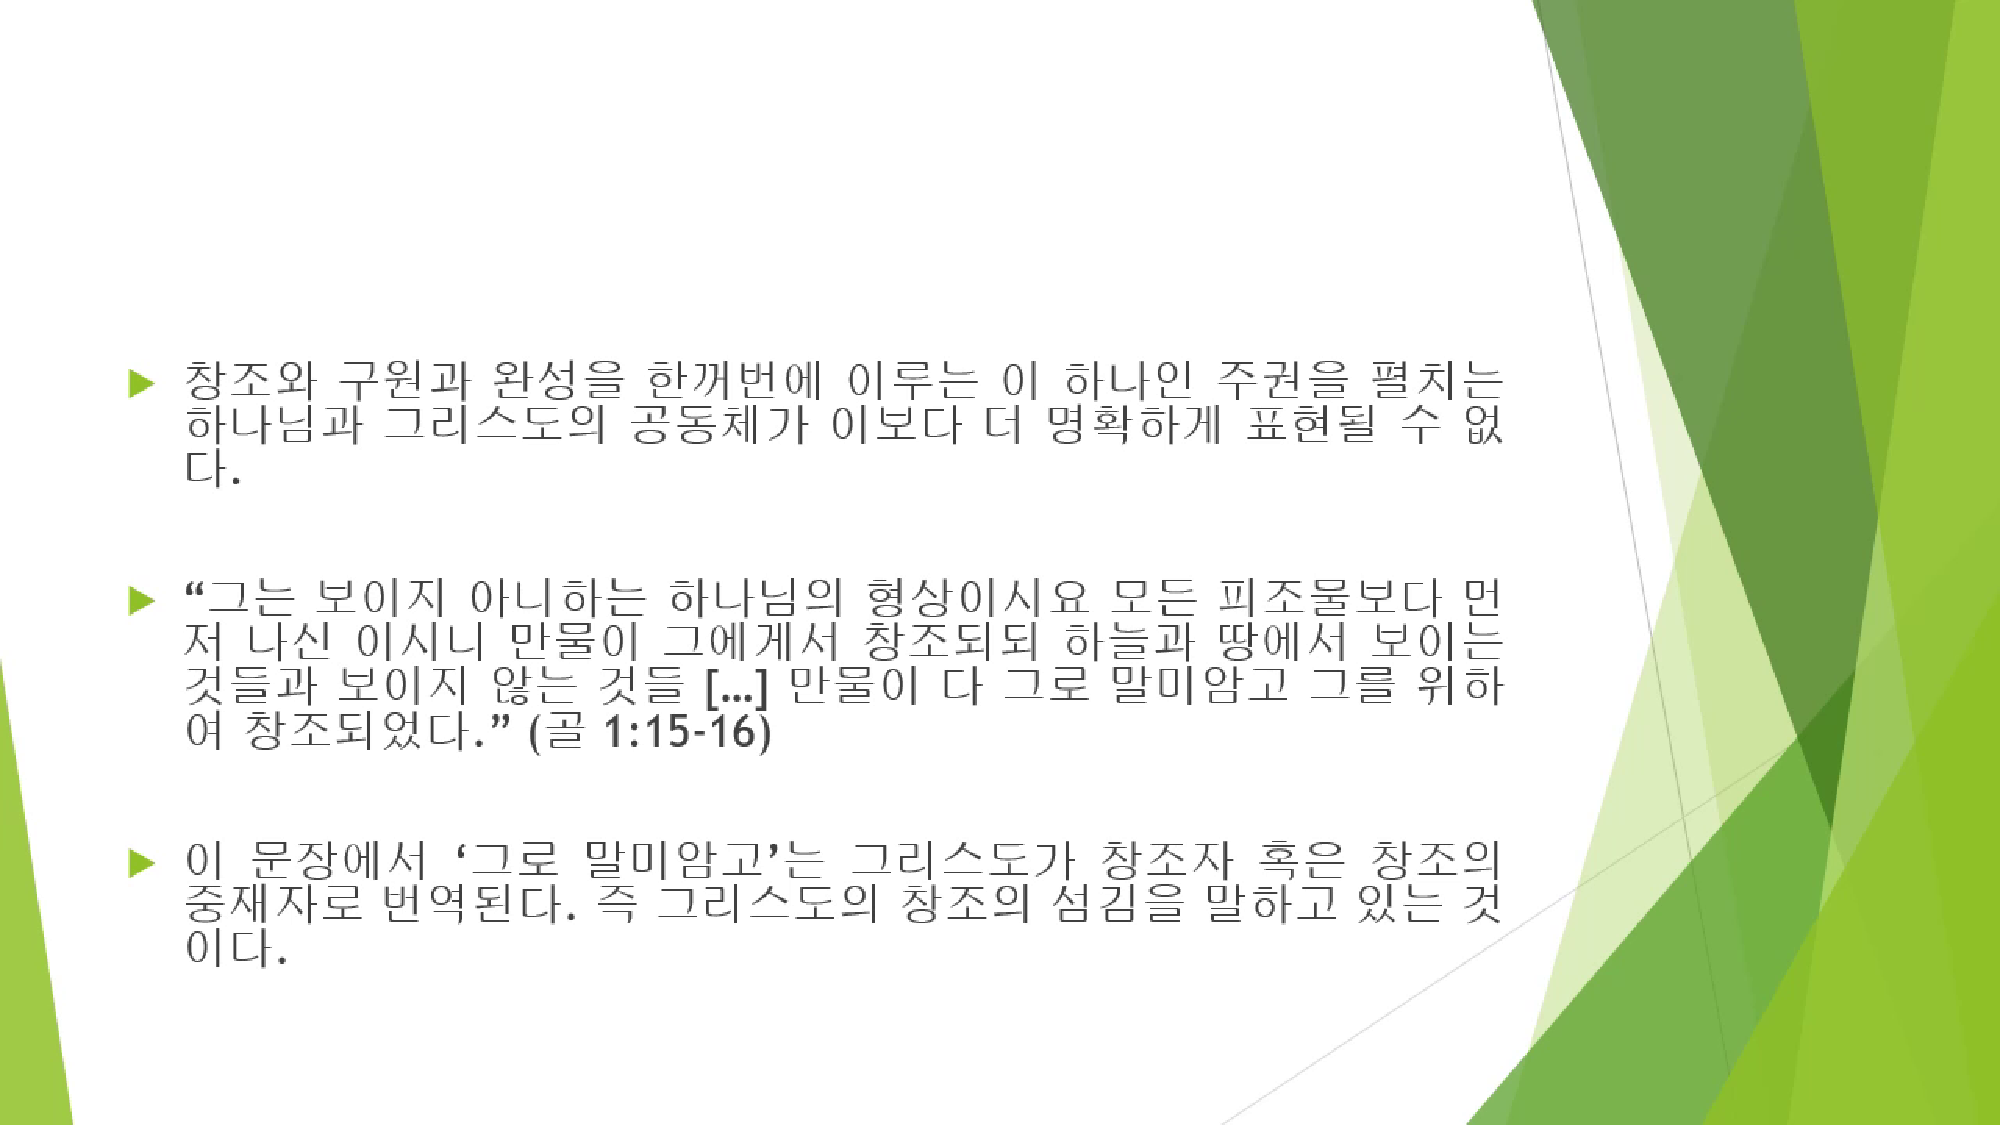 창조와 구원과 완성을 한꺼번에 이루는 이 하나인 주권을 펼치는
하나님과 그리스도의 공동체가 이보다 더 명확하게 표현될 수 없
다.
“그는 보이지 아니하는 하나님의 형상이시요 모든 피조물보다 먼
저 나신 이시니 만물이 그에게서 창조되되 하늘과 땅에서 보이는
것들과 보이지 않는 것들 […] 만물이 다 그로 말미암고 그를 위하
여 창조되었다.” (골 1:15-16)
이 문장에서 ‘그로 말미암고’는 그리스도가 창조자 혹은 창조의
중재자로 번역된다. 즉 그리스도의 창조의 섬김을 말하고 있는 것
이다.